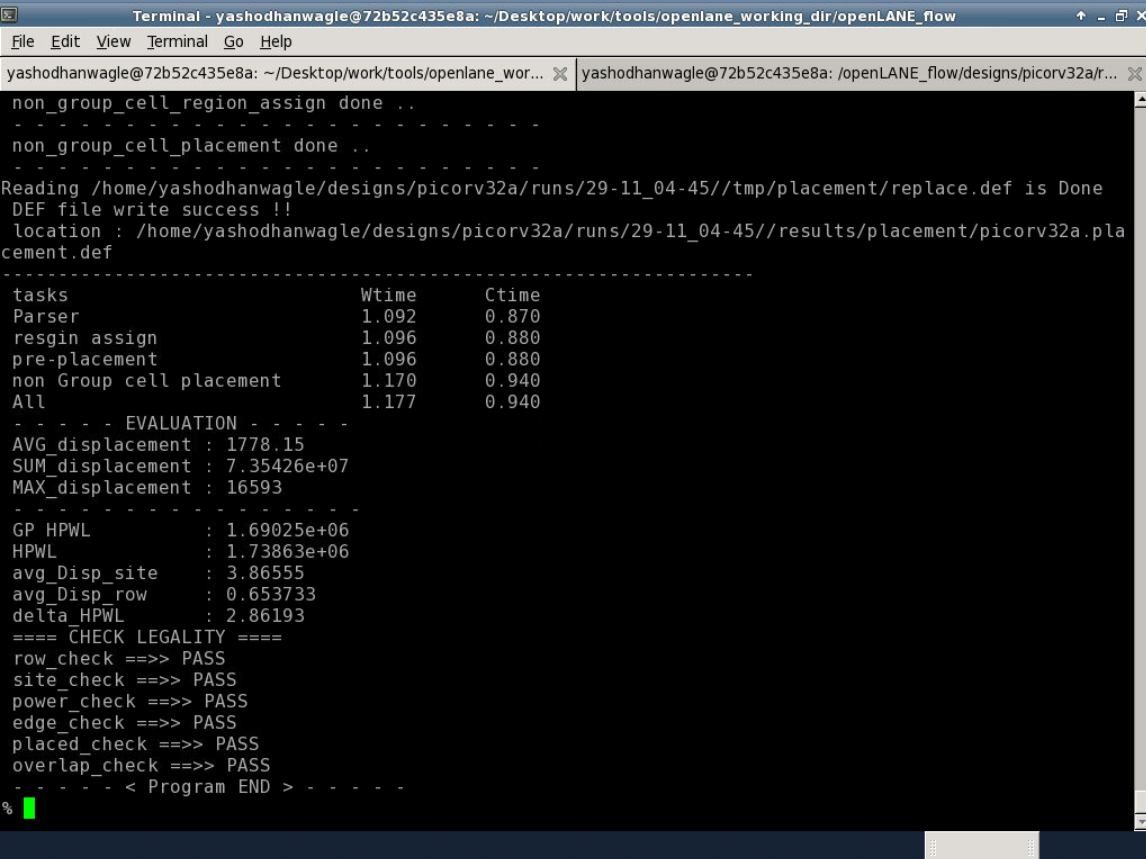 Terminal - yashodhanwagle@72b52c435e8a: ~/Desktop/work/tools/openlane_working_dir/openLANE_flow
File Edit View Terminal Go Help
yashodhanwagle@72b52c435e8a: ~/Desktop/work/tools/openlane_wor... yashodhanwagle@72b52c435e8a: /openLANE_flow/designs/picorv32a/r...
non_group_cell_region_assign done ..
- - - - - - - - - - - - - - - - - - - - - - - -
non_group_cell_placement done ..
- - - - - - - - - - - - - - - - - - - - - - - -
Reading /home/yashodhanwagle/designs/picorv32a/runs/29-11_04-45//tmp/placement/replace.def is Done
DEF file write success !!
location : /home/yashodhanwagle/designs/picorv32a/runs/29-11_04-45//results/placement/picorv32a.pla
cement.def
-------------------------------------------------------------------
tasks Wtime Ctime
Parser 1.092 0.870
resgin assign 1.096 0.880
pre-placement 1.096 0.880
non Group cell placement 1.170 0.940
All 1.177 0.940
- - - - - EVALUATION - - - - -
AVG_displacement : 1778.15
SUM_displacement : 7.35426e+07
MAX_displacement : 16593
- - - - - - - - - - - - - - - -
GP HPWL : 1.69025e+06
HPWL : 1.73863e+06
avg_Disp_site : 3.86555
avg_Disp_row : 0.653733
delta_HPWL : 2.86193
==== CHECK LEGALITY ====
row_check ==>> PASS
site_check ==>> PASS
power_check ==>> PASS
edge_check ==>> PASS
placed_check ==>> PASS
overlap_check ==>> PASS
- - - - - < Program END > - - - - -
%